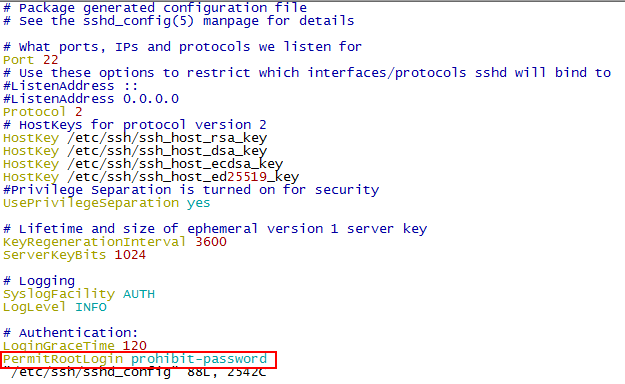 # Package generated configuration file
# See the sshd_config(5) manpage for details
# What ports, IPs and protocols we listen for
Port 22
# Use these options to restrict which interfaces/protocols sshd will bind to
#ListenAddress ::
#ListenAddress 0.0.0.0
Protocol 2
# HostKeys for protocol version 2
HostKey /etc/ssh/ssh_host_rsa_key
HostKey /etc/ssh/ssh_host_dsa_key
HostKey /etc/ssh/ssh_host_ecdsa_key
HostKey /etc/ssh/ssh_host_ed25519_key
#Privilege Separation is turned on for security
UsePrivilegeSeparation yes
# Lifetime and size of ephemeral version 1 server key
KeyRegenerationInterval 3600
ServerKeyBits 1024
# Logging
SyslogFacility AUTH
LogLevel INFO
# Authentication:
LoginGraceTime 120
PermitRootLogin prohibit-password
"/etc/ssh/sshd_config" 88L, 2542C